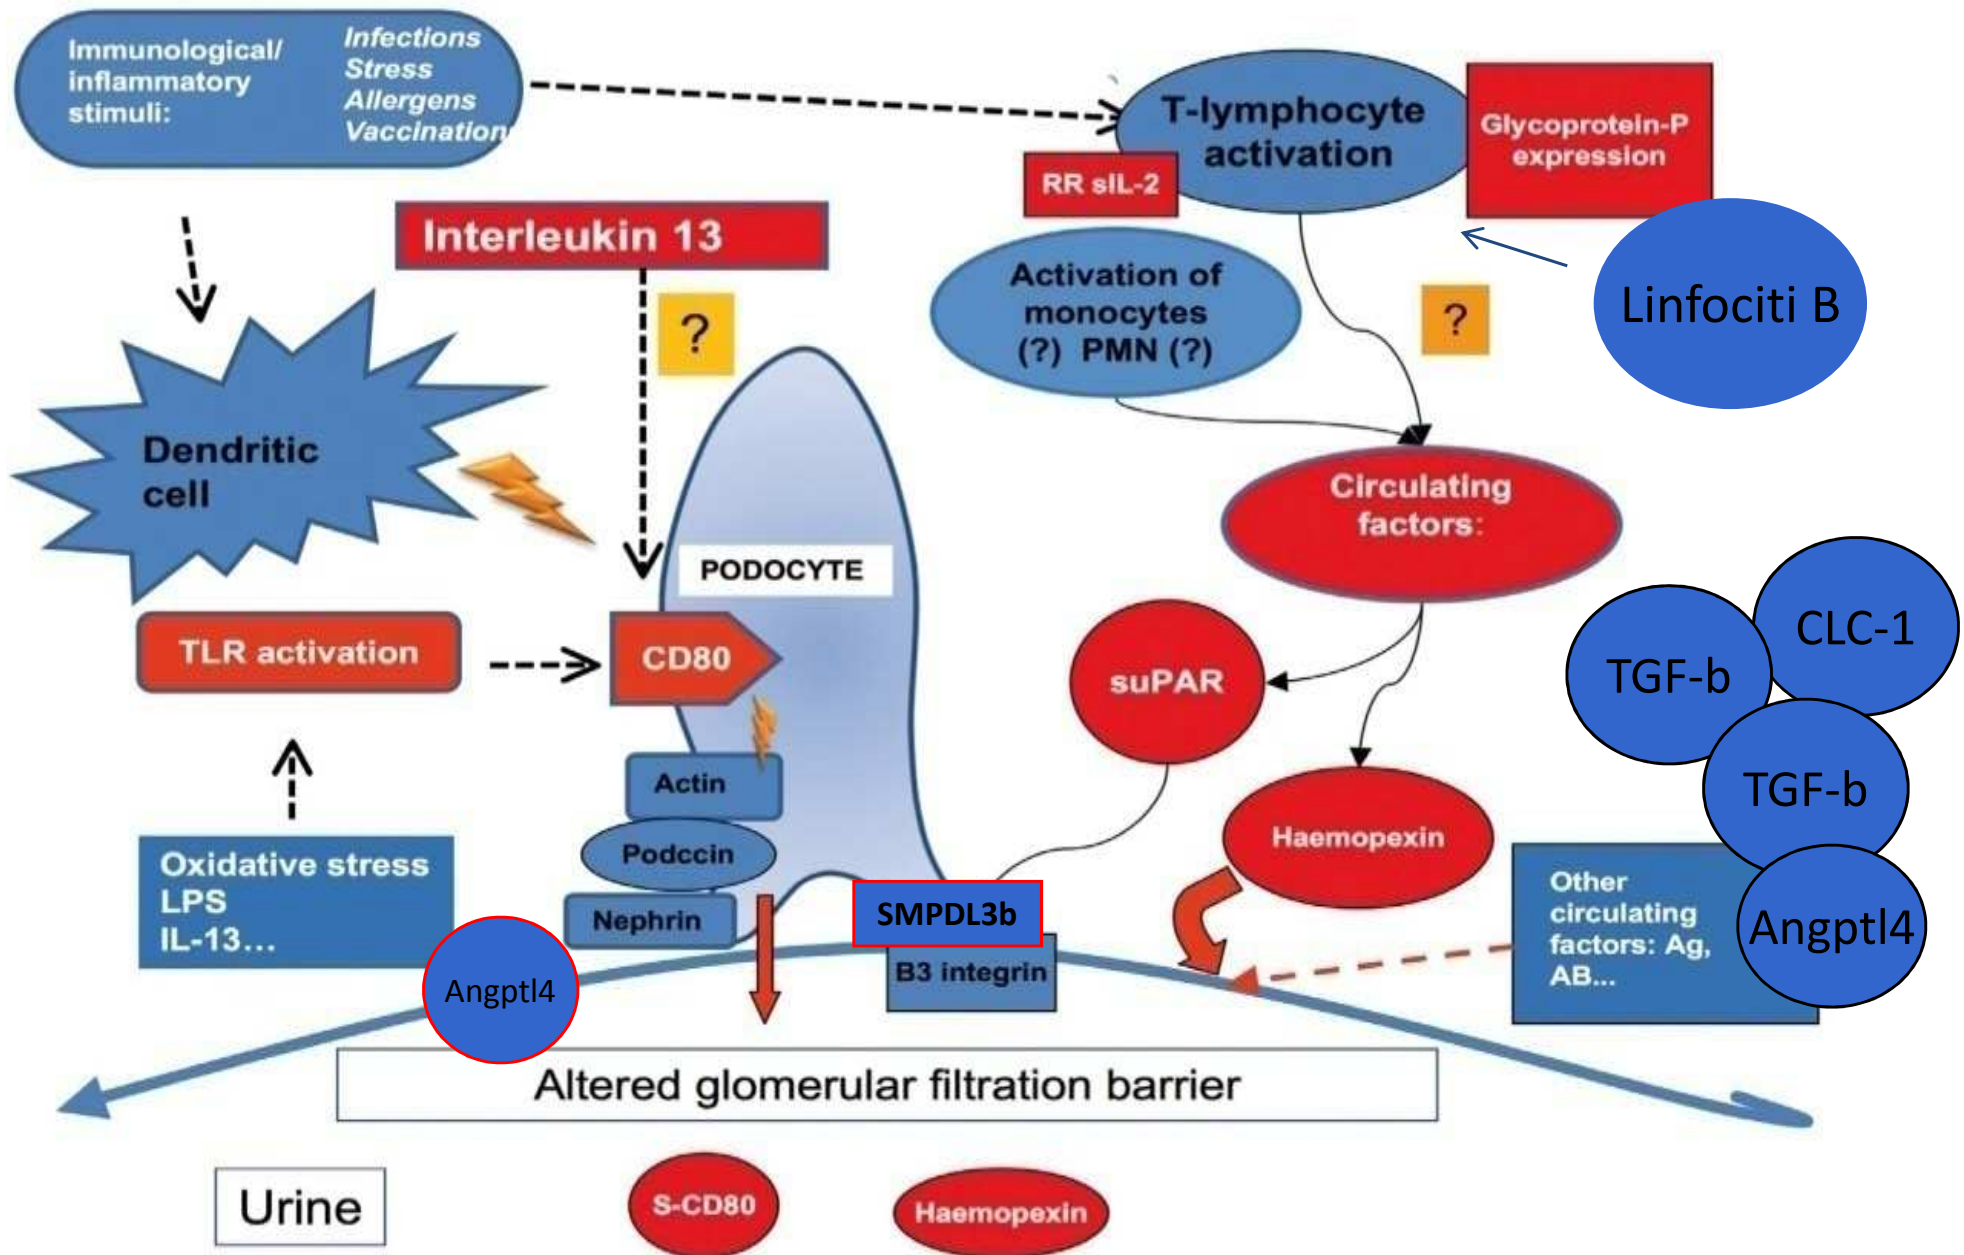 Immunological/
inflammatory
stimuli:
Infections
Stress
Allergens
Vaccination
T-lymphocyte
activation
Glycoprotein-P
expression
RR sIL-2
Interleukin 13
?
Activation of
monocytes
(?) PMN (?)
?
Linfociti B
Dendritic
cell
Circulating
factors:
PODOCYTE
TLR activation
CD80
suPAR
TGF-b
CLC-1
TGF-b
Actin
Podccin
Nephrin
Haemopexin
Oxidative stress
LPS
IL-13...
SMPDL3b
B3 integrin
Other
circulating
factors: Ag,
AB...
Angptl4
Angptl4
Altered glomerular filtration barrier
Urine
S-CD80
Haemopexin